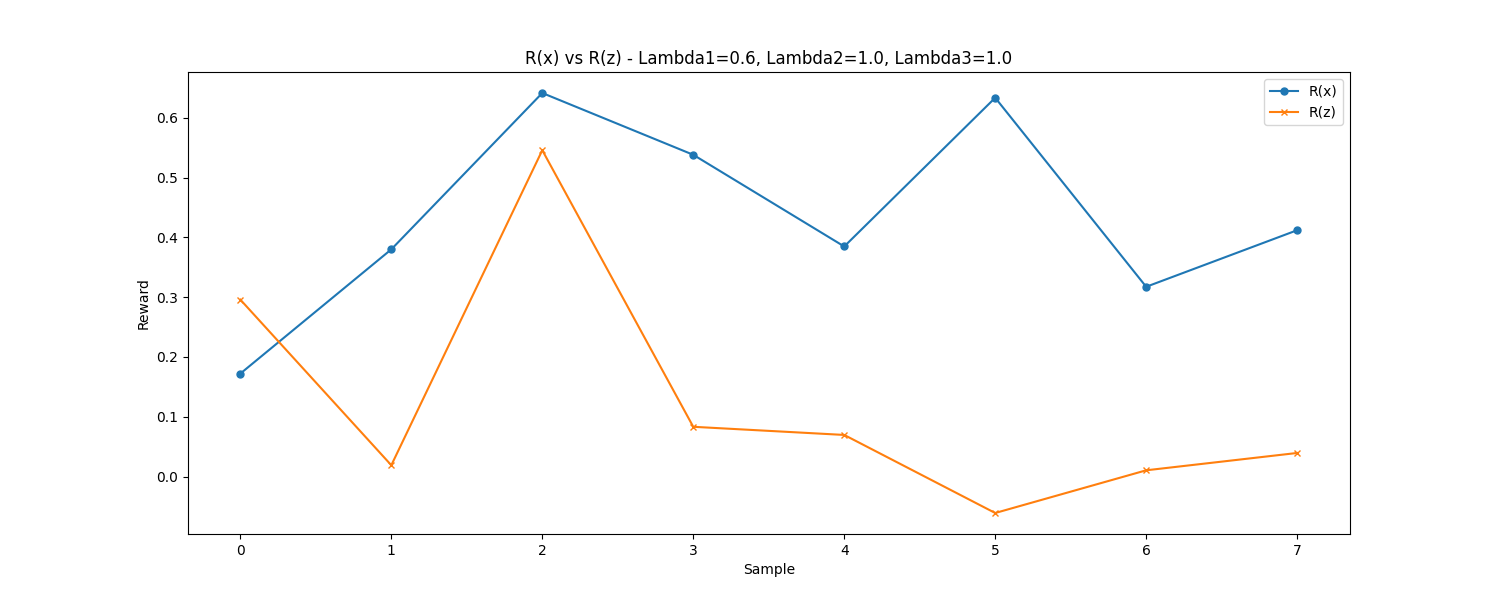 R(x) vs R(z) - Lambda1=0.6, Lambda2=1.0, Lambda3=1.0
R(x)
R(z)
0.6
0.5
0.4
0.3
0.2
0.1
0.0
Reward
0 1 2 3 4 5 6 7
Sample